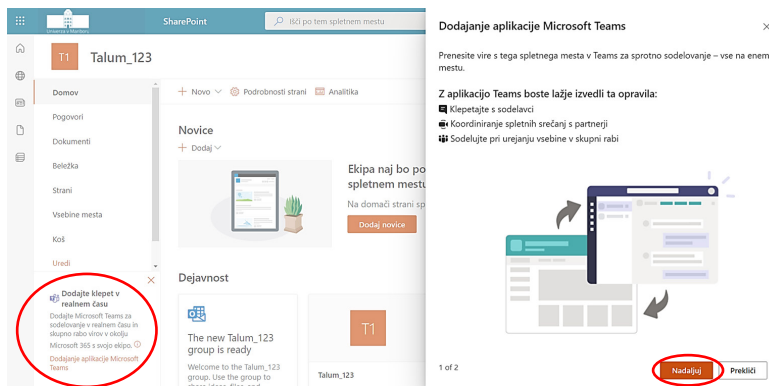 Univerza v Mariboru
SharePoint
Išči po tem spletnem mestu
T1
Talum_123
Domov
Pogovori
Dokumenti
Beležka
Strani
Vsebine mesta
Koš
Uredi
Dodajte klepet v
realnem času
Dodajte Microsoft Teams za
sodelovanje v realnem času in
skupno rabo virov v okolju
Microsoft 365 s svojo ekipo.
Dodajanje aplikacije Microsoft
Teams
+ Novo
Podrobnosti strani
Analitika
Novice
+ Dodaj
Ekipa naj bo po
spletnem mestu
Na domači strani sp
Dodaj novice
Dejavnost
The new Talum_123
group is ready
Welcome to the Talum_123
group. Use the group to
share ideas, files, and
T1
Talum_123
Dodajanje aplikacije Microsoft Teams
Prenesite vire s tega spletnega mesta v Teams za sprotno sodelovanje – vse na enem
mestu.
Z aplikacijo Teams boste lažje izvedli ta opravila:
Klepetajte s sodelavci
Koordiniranje spletnih srečanj s partnerji
Sodelujte pri urejanju vsebine v skupni rabi
1 of 2
Nadaljuj
Prekliči